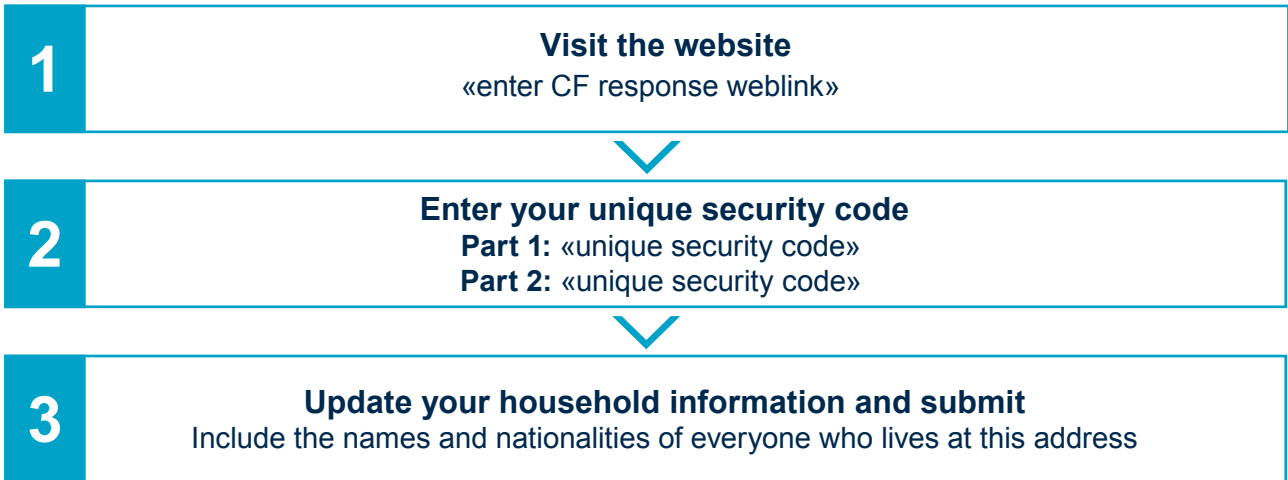 1
Visit the website
«enter CF response weblink»
2
Enter your unique security code
Part 1: «unique security code»
Part 2: «unique security code»
3
Update your household information and submit
Include the names and nationalities of everyone who lives at this address